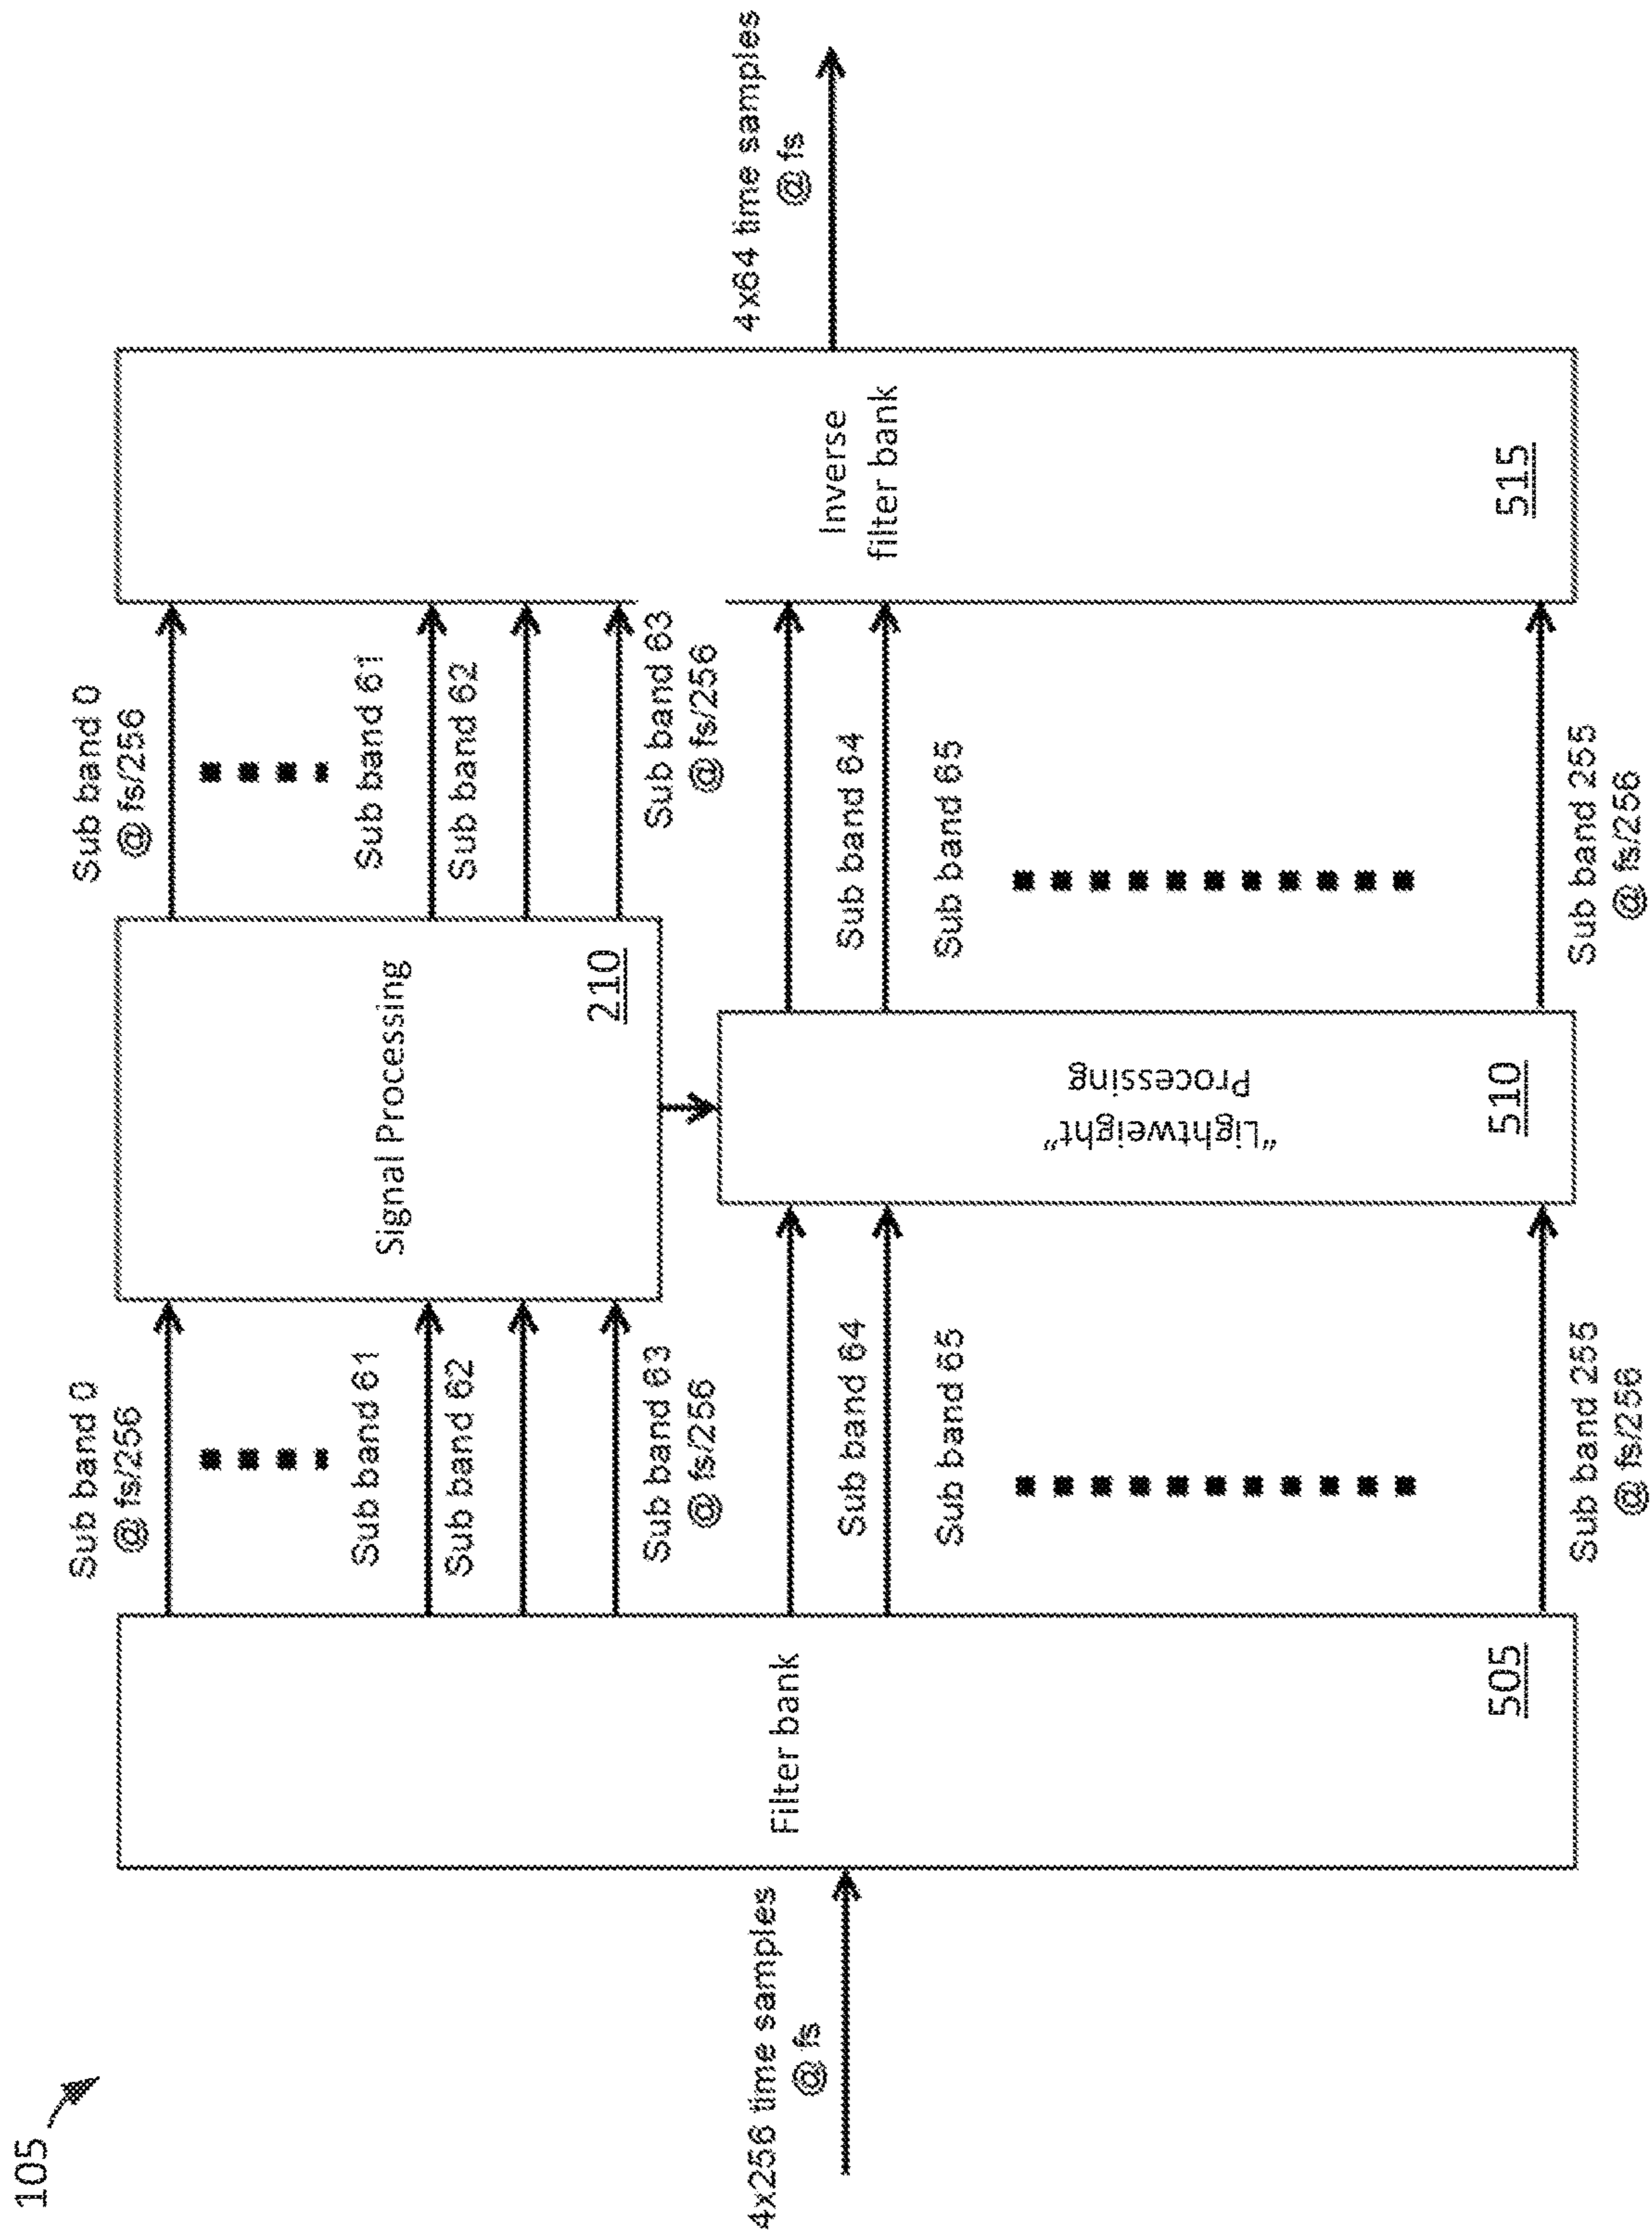 105
4x256 time samples
@ fs
Filter bank
505
Sub band 0
@ fs/256
Sub band 61
Sub band 62
Sub band 63
@ fs/256
Sub band 64
Sub band 65
Sub band 255
@ fs/256
Signal Processing
210
"Lightweight"
Processing
510
Sub band 0
@ fs/256
Sub band 61
Sub band 62
Sub band 63
@ fs/256
Sub band 64
Sub band 65
Sub band 255
@ fs/256
Inverse
filter bank
515
4x64 time samples
@ fs